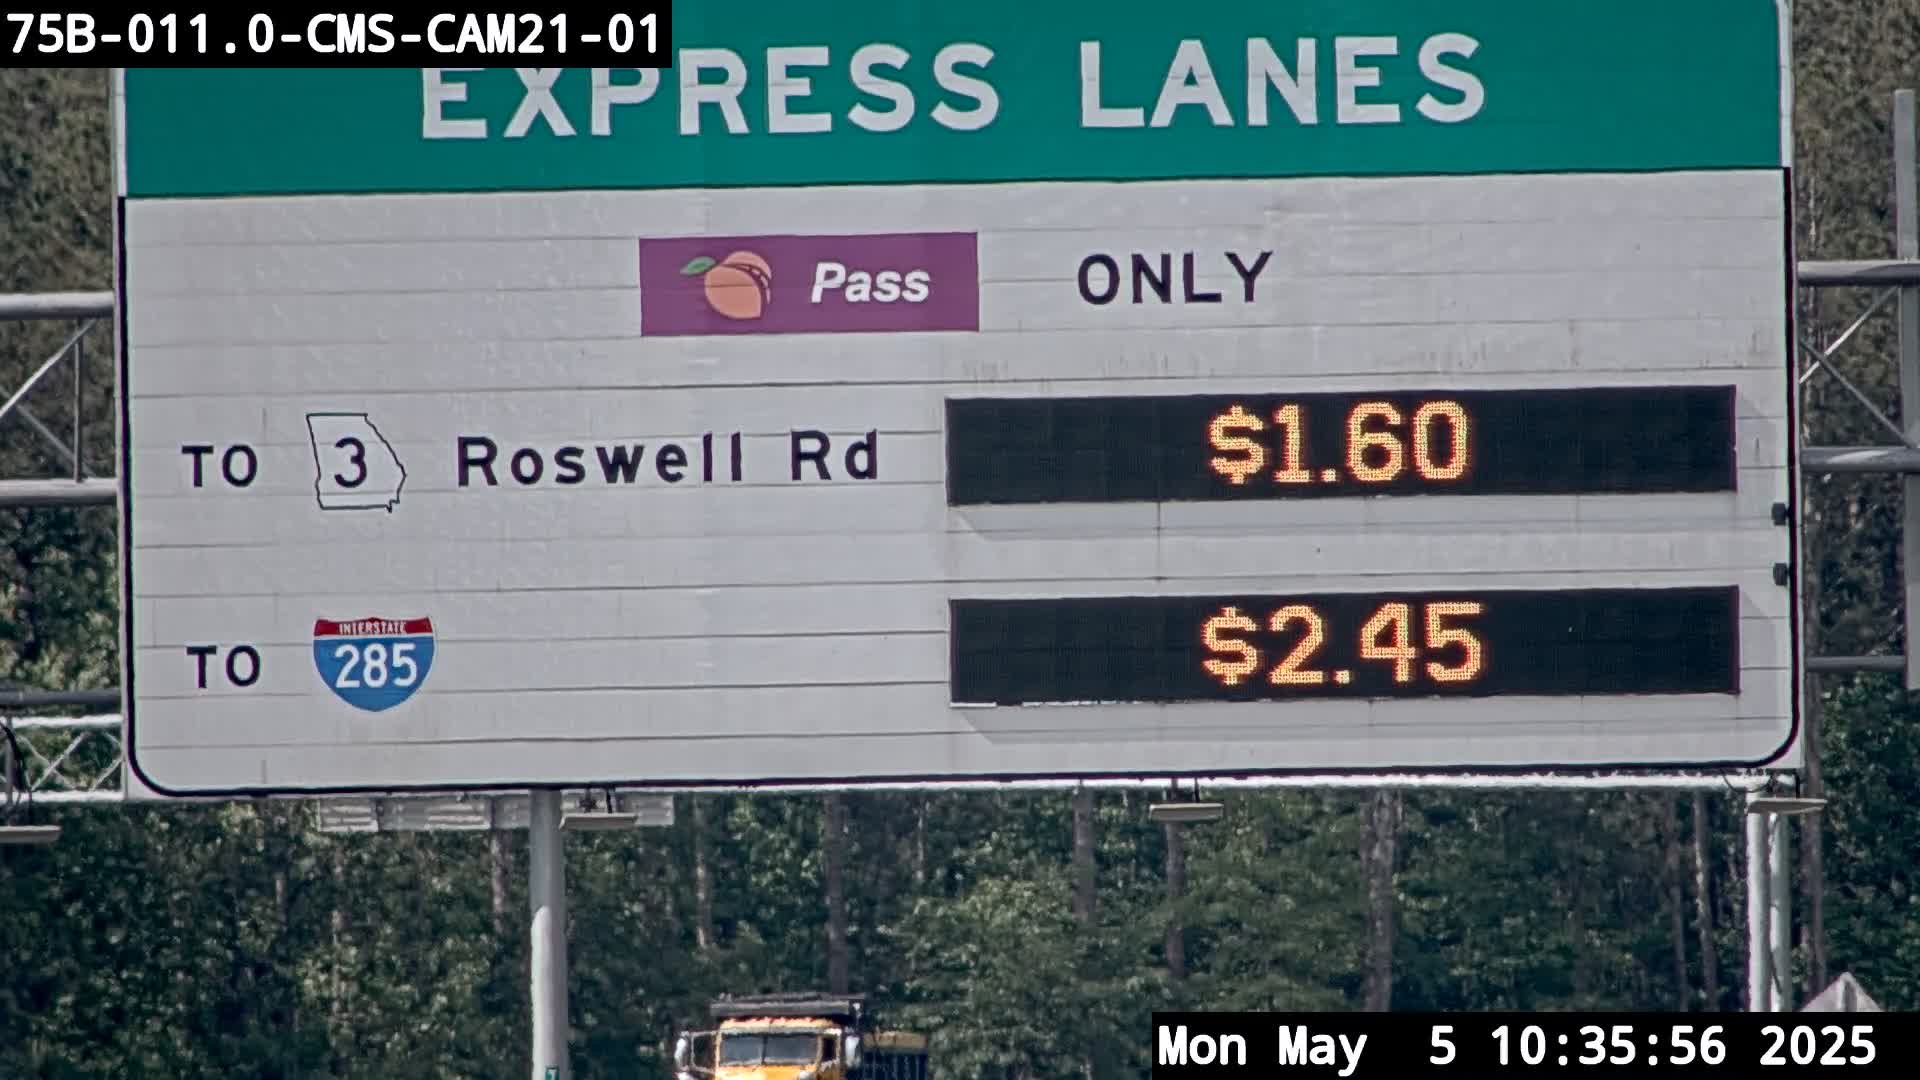 75B-011.0-CMS-CAM21-01
EXPRESS LANES
Pass ONLY
TO 3 Roswell Rd $1.60
TO INTERSTATE 285 $2.45
Mon May 5 10:35:56 2025